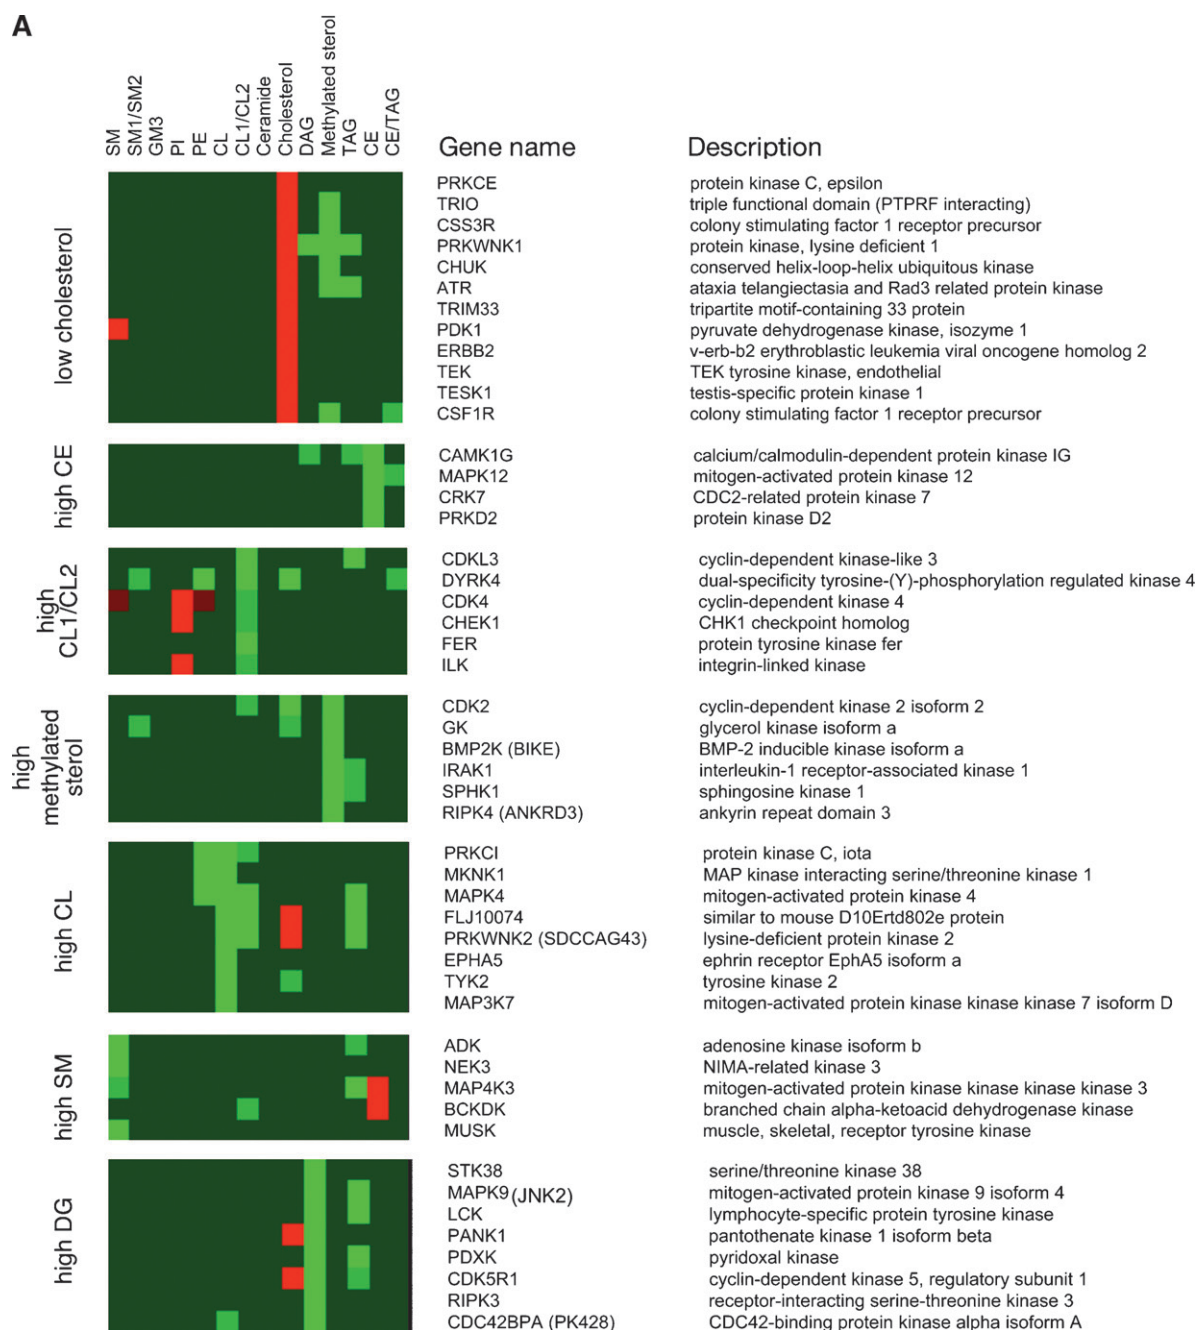 A
SM
SM1/SM2
GM3
PI
PE
CL
CL1/CL2
Ceramide
Cholesterol
DAG
Methylated sterol
TAG
CE
CE/TAG
Gene name Description
low cholesterol
PRKCE protein kinase C, epsilon
TRIO triple functional domain (PTPRF interacting)
CSS3R colony stimulating factor 1 receptor precursor
PRKWNK1 protein kinase, lysine deficient 1
CHUK conserved helix-loop-helix ubiquitous kinase
ATR ataxia telangiectasia and Rad3 related protein kinase
TRIM33 tripartite motif-containing 33 protein
PDK1 pyruvate dehydrogenase kinase, isozyme 1
ERBB2 v-erb-b2 erythroblastic leukemia viral oncogene homolog 2
TEK TEK tyrosine kinase, endothelial
TESK1 testis-specific protein kinase 1
CSF1R colony stimulating factor 1 receptor precursor
high CE
CAMK1G calcium/calmodulin-dependent protein kinase IG
MAPK12 mitogen-activated protein kinase 12
CRK7 CDC2-related protein kinase 7
PRKD2 protein kinase D2
high
CL1/CL2
CDKL3 cyclin-dependent kinase-like 3
DYRK4 dual-specificity tyrosine-(Y)-phosphorylation regulated kinase 4
CDK4 cyclin-dependent kinase 4
CHEK1 CHK1 checkpoint homolog
FER protein tyrosine kinase fer
ILK integrin-linked kinase
high
methylated
sterol
CDK2 cyclin-dependent kinase 2 isoform 2
GK glycerol kinase isoform a
BMP2K (BIKE) BMP-2 inducible kinase isoform a
IRAK1 interleukin-1 receptor-associated kinase 1
SPHK1 sphingosine kinase 1
RIPK4 (ANKRD3) ankyrin repeat domain 3
high CL
PRKCI protein kinase C, iota
MKNK1 MAP kinase interacting serine/threonine kinase 1
MAPK4 mitogen-activated protein kinase 4
FLJ10074 similar to mouse D10Ertd802e protein
PRKWNK2 (SDCCAG43) lysine-deficient protein kinase 2
EPHA5 ephrin receptor EphA5 isoform a
TYK2 tyrosine kinase 2
MAP3K7 mitogen-activated protein kinase kinase kinase 7 isoform D
high SM
ADK adenosine kinase isoform b
NEK3 NIMA-related kinase 3
MAP4K3 mitogen-activated protein kinase kinase kinase kinase 3
BCKDK branched chain alpha-ketoacid dehydrogenase kinase
MUSK muscle, skeletal, receptor tyrosine kinase
high DG
STK38 serine/threonine kinase 38
MAPK9 (JNK2) mitogen-activated protein kinase 9 isoform 4
LCK lymphocyte-specific protein tyrosine kinase
PANK1 pantothenate kinase 1 isoform beta
PDXK pyridoxal kinase
CDK5R1 cyclin-dependent kinase 5, regulatory subunit 1
RIPK3 receptor-interacting serine-threonine kinase 3
CDC42BPA (PK428) CDC42-binding protein kinase alpha isoform A